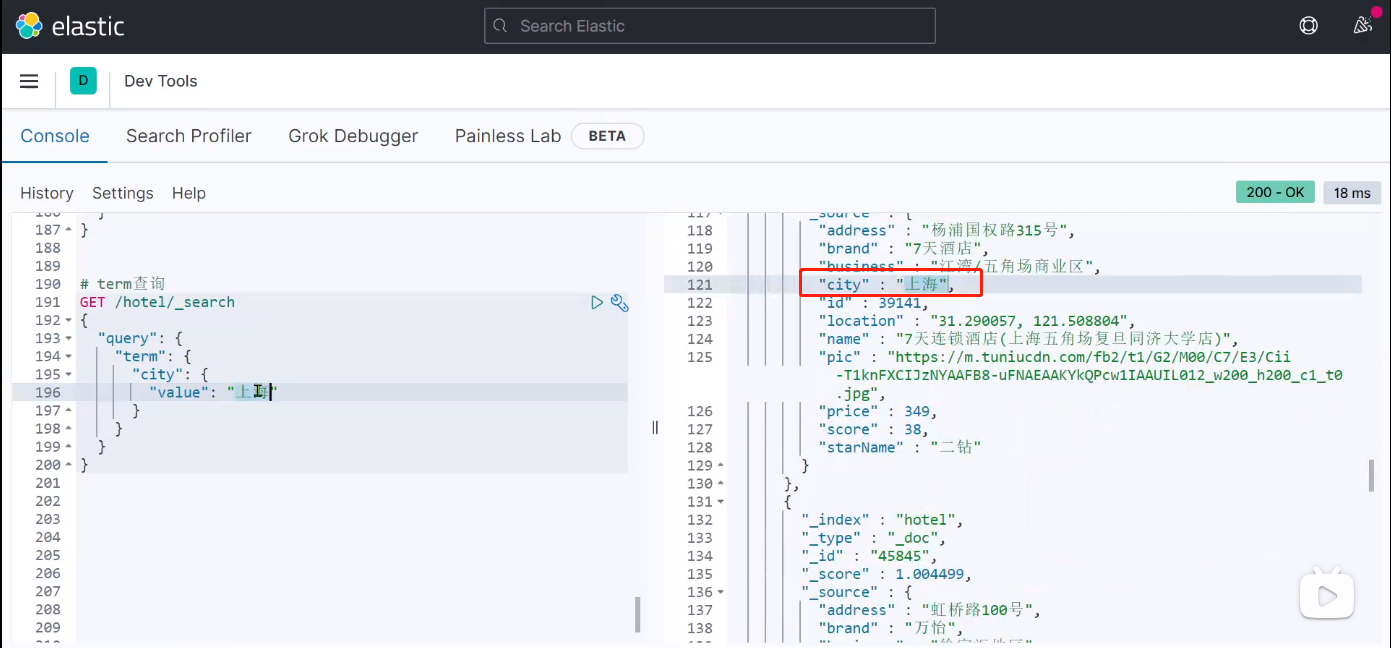 elastic
Search Elastic
D
Dev Tools
Console
Search Profiler
Grok Debugger
Painless Lab
BETA
History
Settings
Help
200 - OK
18 ms
186 }
187 }
188
189
190 # term查询
191 GET /hotel/_search
192 {
193 "query": {
194 "term": {
195 "city": {
196 "value": "上海"
197 }
198 }
199 }
200 }
201
202
203
204
205
206
207
208
209
117 "_source" : {
118 "address" : "杨浦国权路315号",
119 "brand" : "7天酒店",
120 "business" : "江湾/五角场商业区",
121 "city" : "上海",
122 "id" : 39141,
123 "location" : "31.290057, 121.508804",
124 "name" : "7天连锁酒店(上海五角场复旦同济大学店)",
125 "pic" : "https://m.tuniucdn.com/fb2/t1/G2/M00/C7/E3/Cii
-T1knFXCIJzNYAAFB8-uFNAEAAKYkQPcw1IAAUIL012_w200_h200_c1_t0
.jpg",
126 "price" : 349,
127 "score" : 38,
128 "starName" : "二钻"
129 }
130 },
131 {
132 "_index" : "hotel",
133 "_type" : "_doc",
134 "_id" : "45845",
135 "_score" : 1.004499,
136 "_source" : {
137 "address" : "虹桥路100号",
138 "brand" : "万怡",